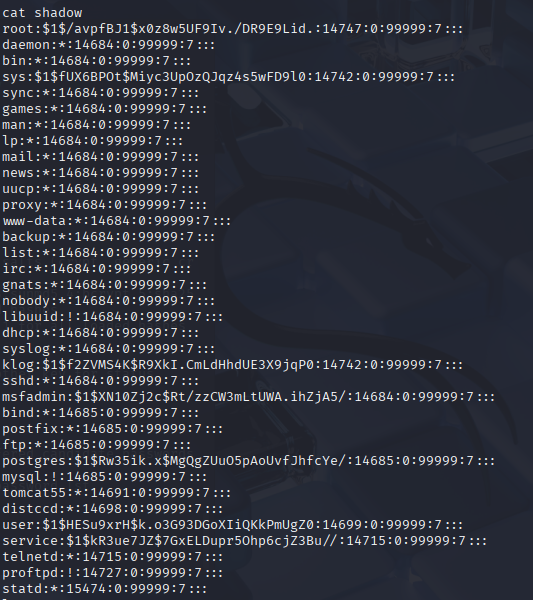 cat shadow
root:$1$/avpfBJ1$x0z8w5UF9Iv./DR9E9Lid.:14747:0:99999:7:::
daemon:*:14684:0:99999:7:::
bin:*:14684:0:99999:7:::
sys:$1$fUX6BPOt$Miyc3UpOzQJqz4s5wFD9l0:14742:0:99999:7:::
sync:*:14684:0:99999:7:::
games:*:14684:0:99999:7:::
man:*:14684:0:99999:7:::
lp:*:14684:0:99999:7:::
mail:*:14684:0:99999:7:::
news:*:14684:0:99999:7:::
uucp:*:14684:0:99999:7:::
proxy:*:14684:0:99999:7:::
www-data:*:14684:0:99999:7:::
backup:*:14684:0:99999:7:::
list:*:14684:0:99999:7:::
irc:*:14684:0:99999:7:::
gnats:*:14684:0:99999:7:::
nobody:*:14684:0:99999:7:::
libuuid:!:14684:0:99999:7:::
dhcp:*:14684:0:99999:7:::
syslog:*:14684:0:99999:7:::
klog:$1$f2ZVMS4K$R9XkI.CmLdHhdUE3X9jqP0:14742:0:99999:7:::
sshd:*:14684:0:99999:7:::
msfadmin:$1$XN10Zj2c$Rt/zzCW3mLtUWA.ihZjA5/:14684:0:99999:7:::
bind:*:14685:0:99999:7:::
postfix:*:14685:0:99999:7:::
ftp:*:14685:0:99999:7:::
postgres:$1$Rw35ik.x$MgQgZUuO5pAoUvfJhfcYe/:14685:0:99999:7:::
mysql:!:14685:0:99999:7:::
tomcat55:*:14691:0:99999:7:::
distccd:*:14698:0:99999:7:::
user:$1$HESu9xrH$k.o3G93DGoXIiQKkPmUgZ0:14699:0:99999:7:::
service:$1$kR3ue7JZ$7GxELDupr5Ohp6cjZ3Bu//:14715:0:99999:7:::
telnetd:*:14715:0:99999:7:::
proftpd:!:14727:0:99999:7:::
statd:*:15474:0:99999:7:::